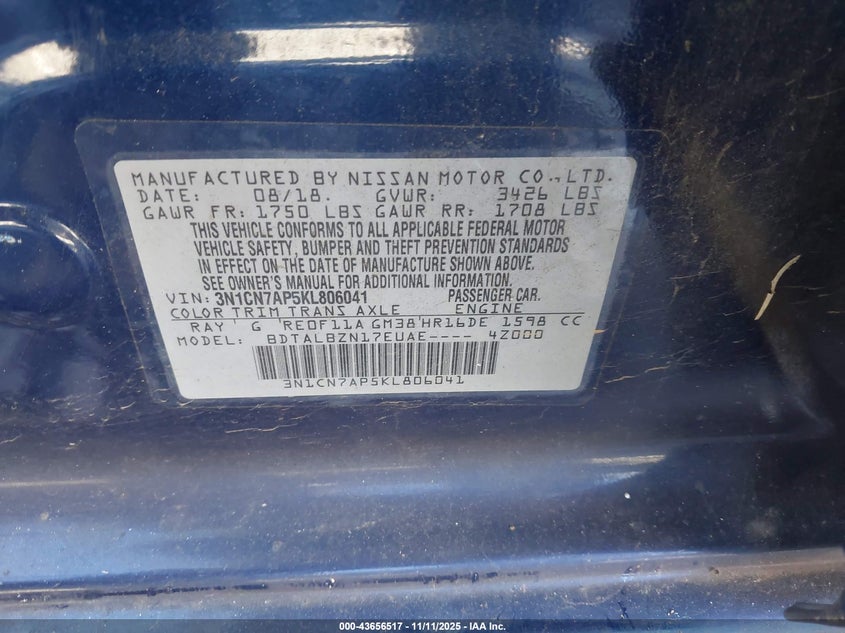 MANUFACTURED BY NISSAN MOTOR CO.,LTD.
DATE: 08/18. GVWR: 3426 LBS
GAWR FR: 1750 LBS GAWR RR: 1708 LBS
THIS VEHICLE CONFORMS TO ALL APPLICABLE FEDERAL MOTOR
VEHICLE SAFETY, BUMPER AND THEFT PREVENTION STANDARDS
IN EFFECT ON THE DATE OF MANUFACTURE SHOWN ABOVE.
SEE OWNER'S MANUAL FOR ADDITIONAL INFORMATION.
VIN: 3N1CN7AP5KL806041 PASSENGER CAR.
COLOR TRIM TRANS AXLE ENGINE
RAY G RE0F11A GM38 HR16DE 1598 CC
MODEL: BDTALBZN17EUAE---- 4Z000
3N1CN7AP5KL806041
000-43656517 - 11/11/2025 - IAA Inc.